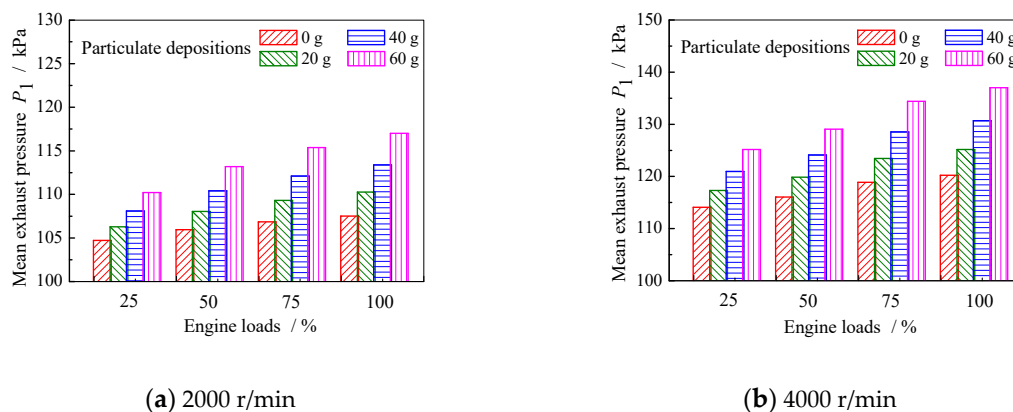 130
125
120
115
110
105
100
Mean exhaust pressure P1 / kPa
Particulate depositions
0 g
40 g
20 g
60 g
25
50
75
100
Engine loads / %
(a) 2000 r/min
150
140
130
120
110
100
Mean exhaust pressure P1 / kPa
Particulate depositions
0 g
40 g
20 g
60 g
25
50
75
100
Engine loads / %
(b) 4000 r/min